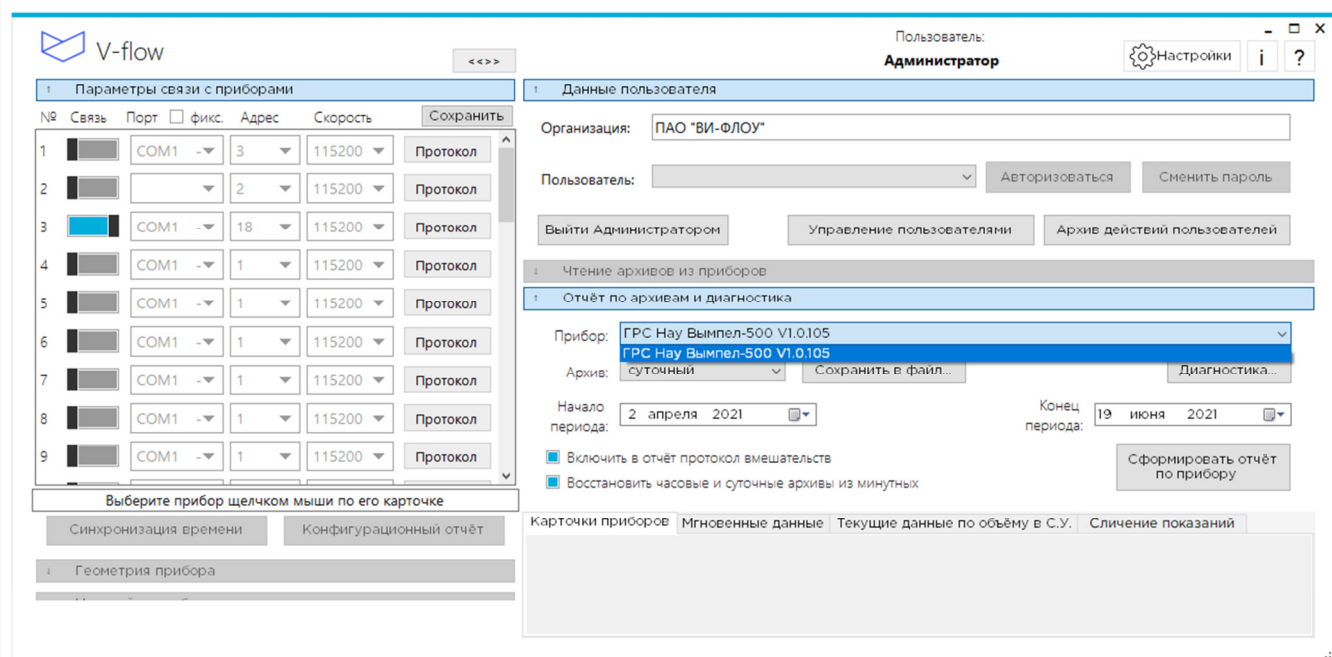 V-flow
<<>>
Пользователь:
Администратор
Настройки
i
?
↑ Параметры связи с приборами
№ Связь Порт фикс. Адрес Скорость Сохранить
1 COM1 - 3 115200 Протокол
2 2 115200 Протокол
3 COM1 - 18 115200 Протокол
4 COM1 - 1 115200 Протокол
5 COM1 - 1 115200 Протокол
6 COM1 - 1 115200 Протокол
7 COM1 - 1 115200 Протокол
8 COM1 - 1 115200 Протокол
9 COM1 - 1 115200 Протокол
Выберите прибор щелчком мыши по его карточке
Синхронизация времени Конфигурационный отчёт
↓ Геометрия прибора
↑ Данные пользователя
Организация: ПАО "ВИ-ФЛОУ"
Пользователь: Авторизоваться Сменить пароль
Выйти Администратором Управление пользователями Архив действий пользователей
↓ Чтение архивов из приборов
↑ Отчёт по архивам и диагностика
Прибор: ГРС Нау Вымпел-500 V1.0.105
ГРС Нау Вымпел-500 V1.0.105
Архив: суточный Сохранить в файл... Диагностика...
Начало периода: 2 апреля 2021 Конец периода: 19 июня 2021
Включить в отчёт протокол вмешательств
Восстановить часовые и суточные архивы из минутных
Сформировать отчёт
по прибору
Карточки приборов Мгновенные данные Текущие данные по объёму в С.У. Сличение показаний